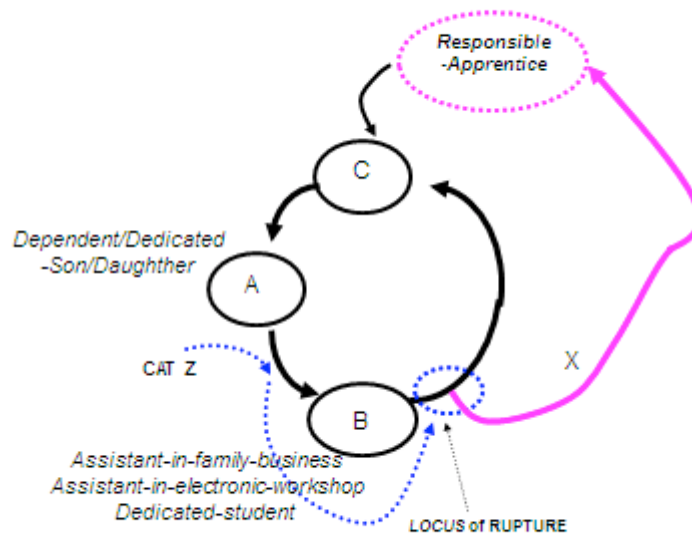 Responsible
-Apprentice
C
Dependent/Dedicated
-Son/Daughther
A
X
CAT Z
B
Assistant-in-family-business
Assistant-in-electronic-workshop
Dedicated-student
LOCUS of RUPTURE